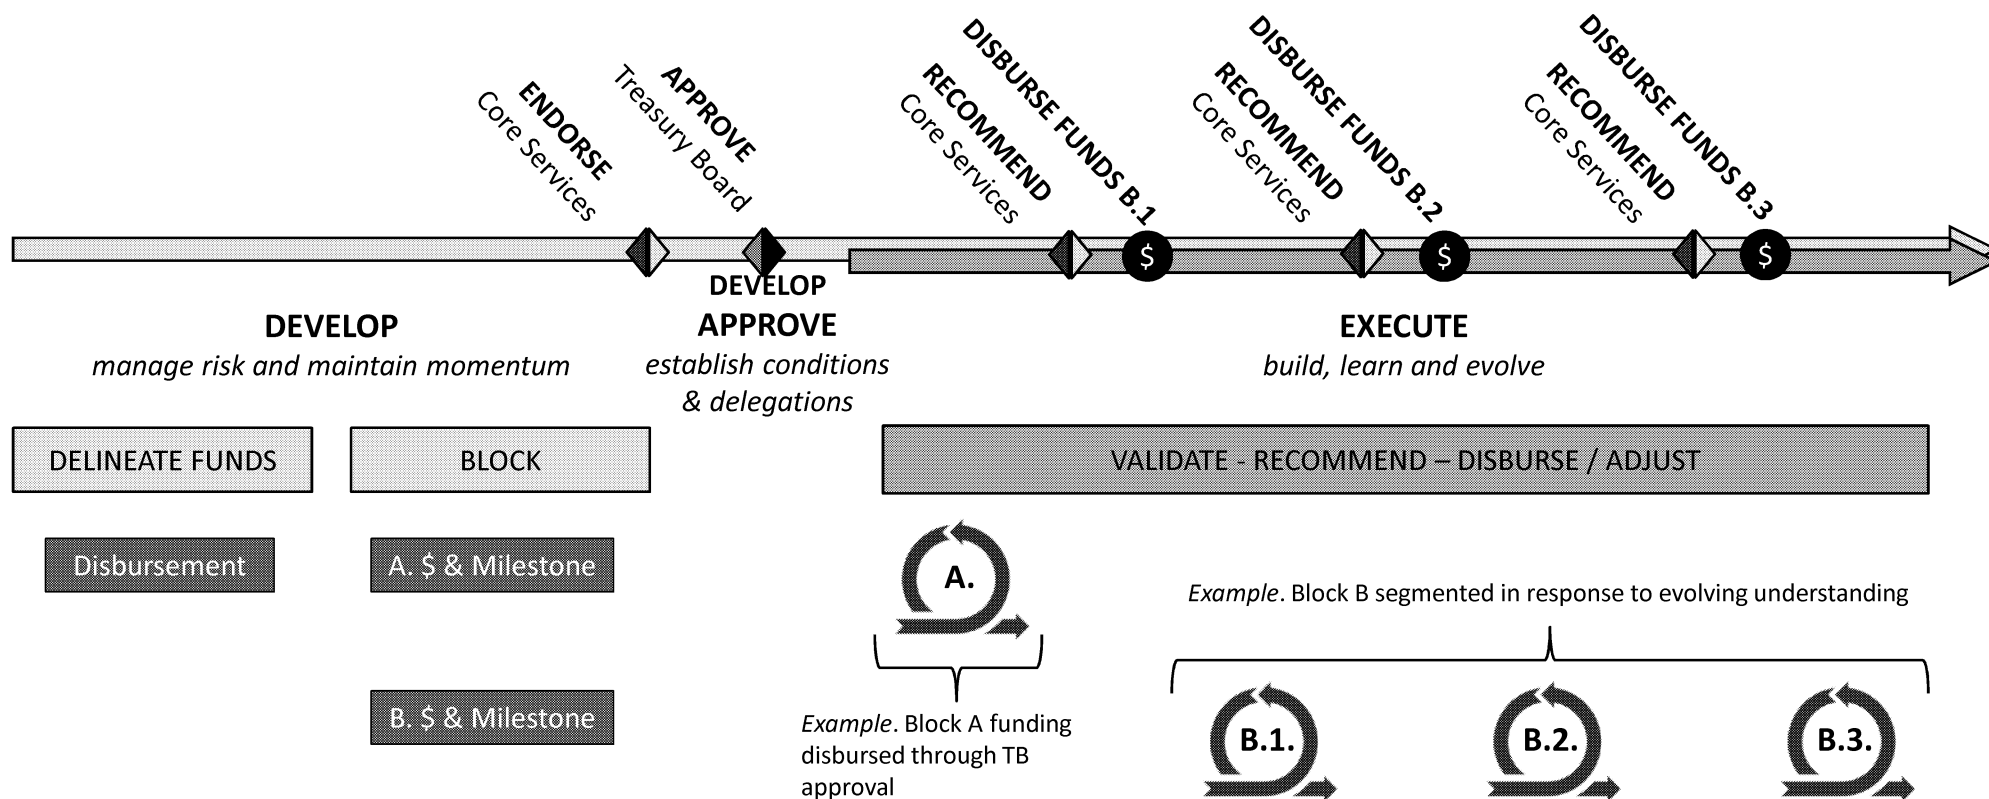 ENDORSE
Core Services
APPROVE
Treasury Board
DISBURSE FUNDS B.1
RECOMMEND
Core Services
DISBURSE FUNDS B.2
RECOMMEND
Core Services
DISBURSE FUNDS B.3
RECOMMEND
Core Services
$
$
$
DEVELOP
DEVELOP
manage risk and maintain momentum
APPROVE
establish conditions
& delegations
EXECUTE
build, learn and evolve
DELINEATE FUNDS
BLOCK
VALIDATE - RECOMMEND – DISBURSE / ADJUST
Disbursement
A. $ & Milestone
B. $ & Milestone
A.
Example. Block A funding
disbursed through TB
approval
Example. Block B segmented in response to evolving understanding
B.1.
B.2.
B.3.